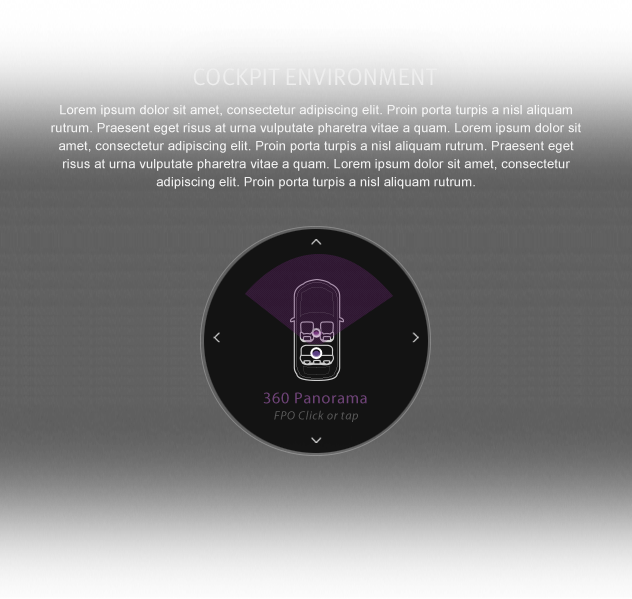 COCKPIT ENVIRONMENT
Lorem ipsum dolor sit amet, consectetur adipiscing elit. Proin porta turpis a nisl aliquam
rutrum. Praesent eget risus at urna vulputate pharetra vitae a quam. Lorem ipsum dolor sit
amet, consectetur adipiscing elit. Proin porta turpis a nisl aliquam rutrum. Praesent eget
risus at urna vulputate pharetra vitae a quam. Lorem ipsum dolor sit amet, consectetur
adipiscing elit. Proin porta turpis a nisl aliquam rutrum.
360 Panorama
FPO Click or tap